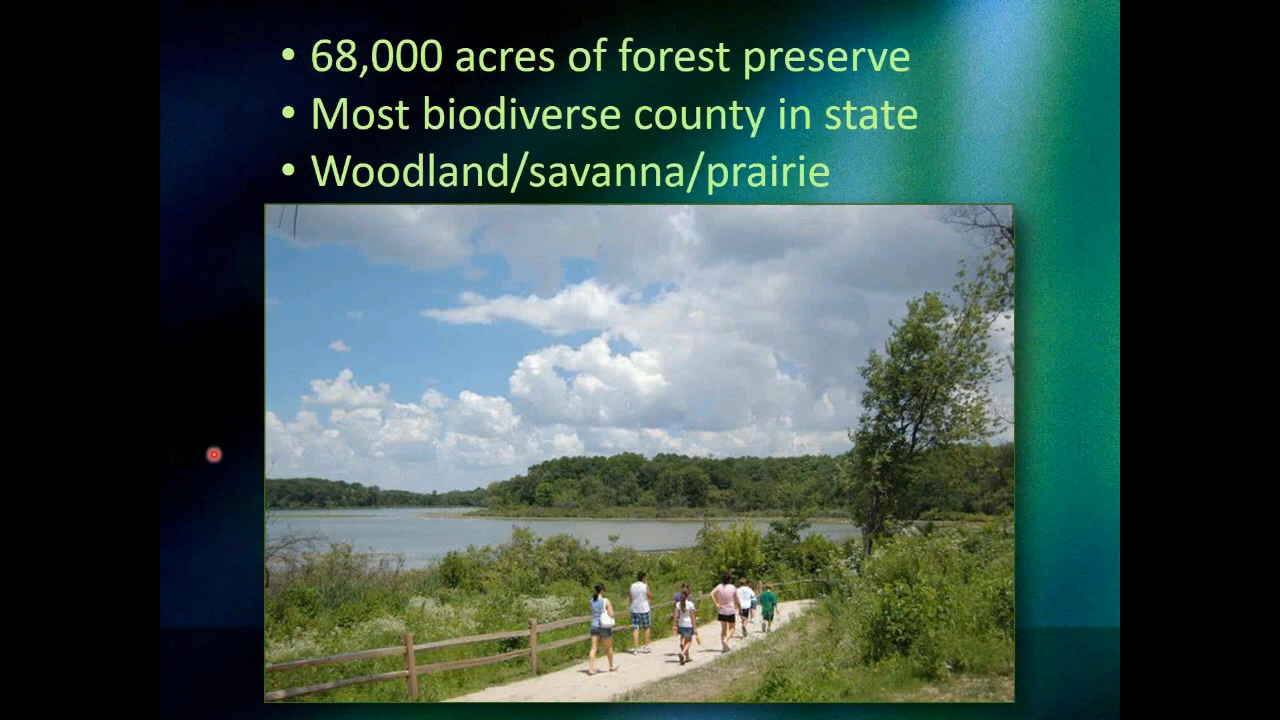 • 68,000 acres of forest preserve
• Most biodiverse county in state
• Woodland/savanna/prairie